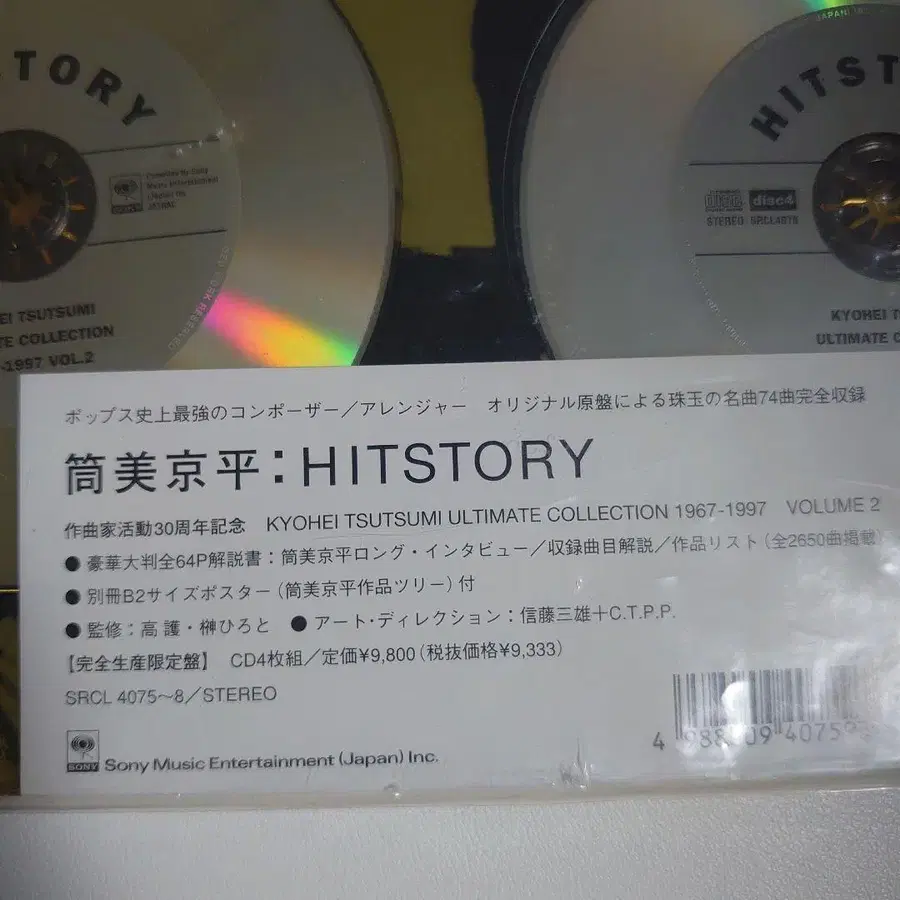 TORY
Music Entertainment
SONY
EI TSUTSUMI
TE COLLECTION
-1997 VOL.2
HITST
disc4
STEREO SRCL4078
KYOHEI T
ULTIMATE C
ポップス史上最強のコンポーザー／アレンジャー オリジナル原盤による珠玉の名曲74曲完全収録
筒美京平：HITSTORY
作曲家活動30周年記念 KYOHEI TSUTSUMI ULTIMATE COLLECTION 1967-1997 VOLUME 2
●豪華大判全64P解説書：筒美京平ロング・インタビュー／収録曲目解説／作品リスト（全2650曲掲載）
●別冊B2サイズポスター（筒美京平作品ツリー）付
●監修：高 護・榊ひろと ●アート・ディレクション：信藤三雄＋C.T.P.P.
【完全生産限定盤】 CD4枚組／定価¥9,800（税抜価格¥9,333）
SRCL 4075〜8／STEREO
SONY Sony Music Entertainment (Japan) Inc.